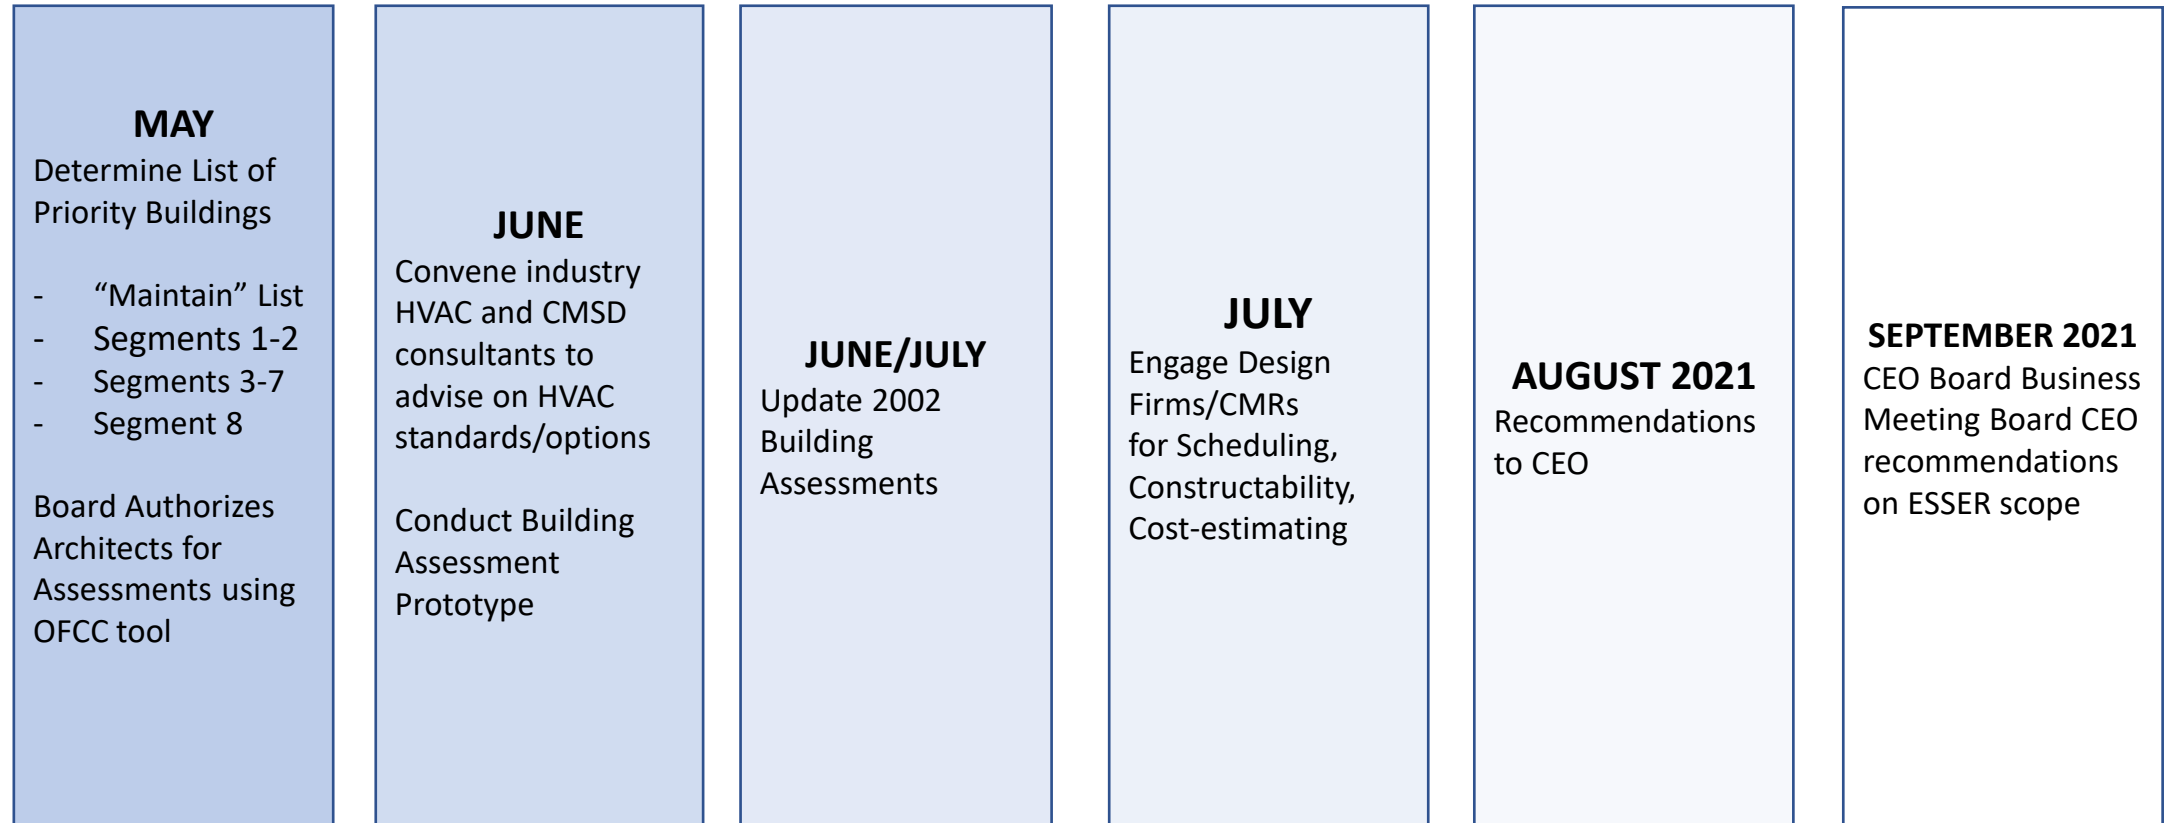 MAY
Determine List of
Priority Buildings
- “Maintain” List
- Segments 1-2
- Segments 3-7
- Segment 8
Board Authorizes
Architects for
Assessments using
OFCC tool
JUNE
Convene industry
HVAC and CMSD
consultants to
advise on HVAC
standards/options
Conduct Building
Assessment
Prototype
JUNE/JULY
Update 2002
Building
Assessments
JULY
Engage Design
Firms/CMRs
for Scheduling,
Constructability,
Cost-estimating
AUGUST 2021
Recommendations
to CEO
SEPTEMBER 2021
CEO Board Business
Meeting Board CEO
recommendations
on ESSER scope